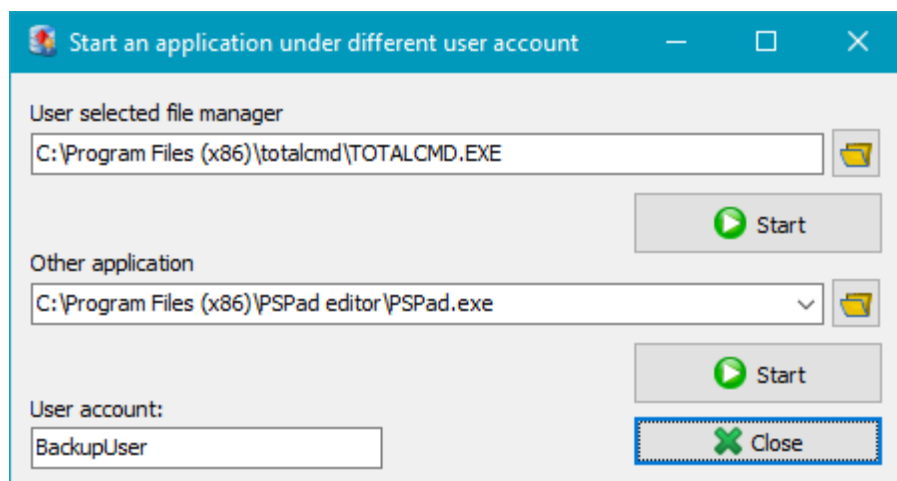 Start an application under different user account
User selected file manager
C:\Program Files (x86)\totalcmd\TOTALCMD.EXE
Start
Other application
C:\Program Files (x86)\PSPad editor\PSPad.exe
Start
User account:
BackupUser
Close